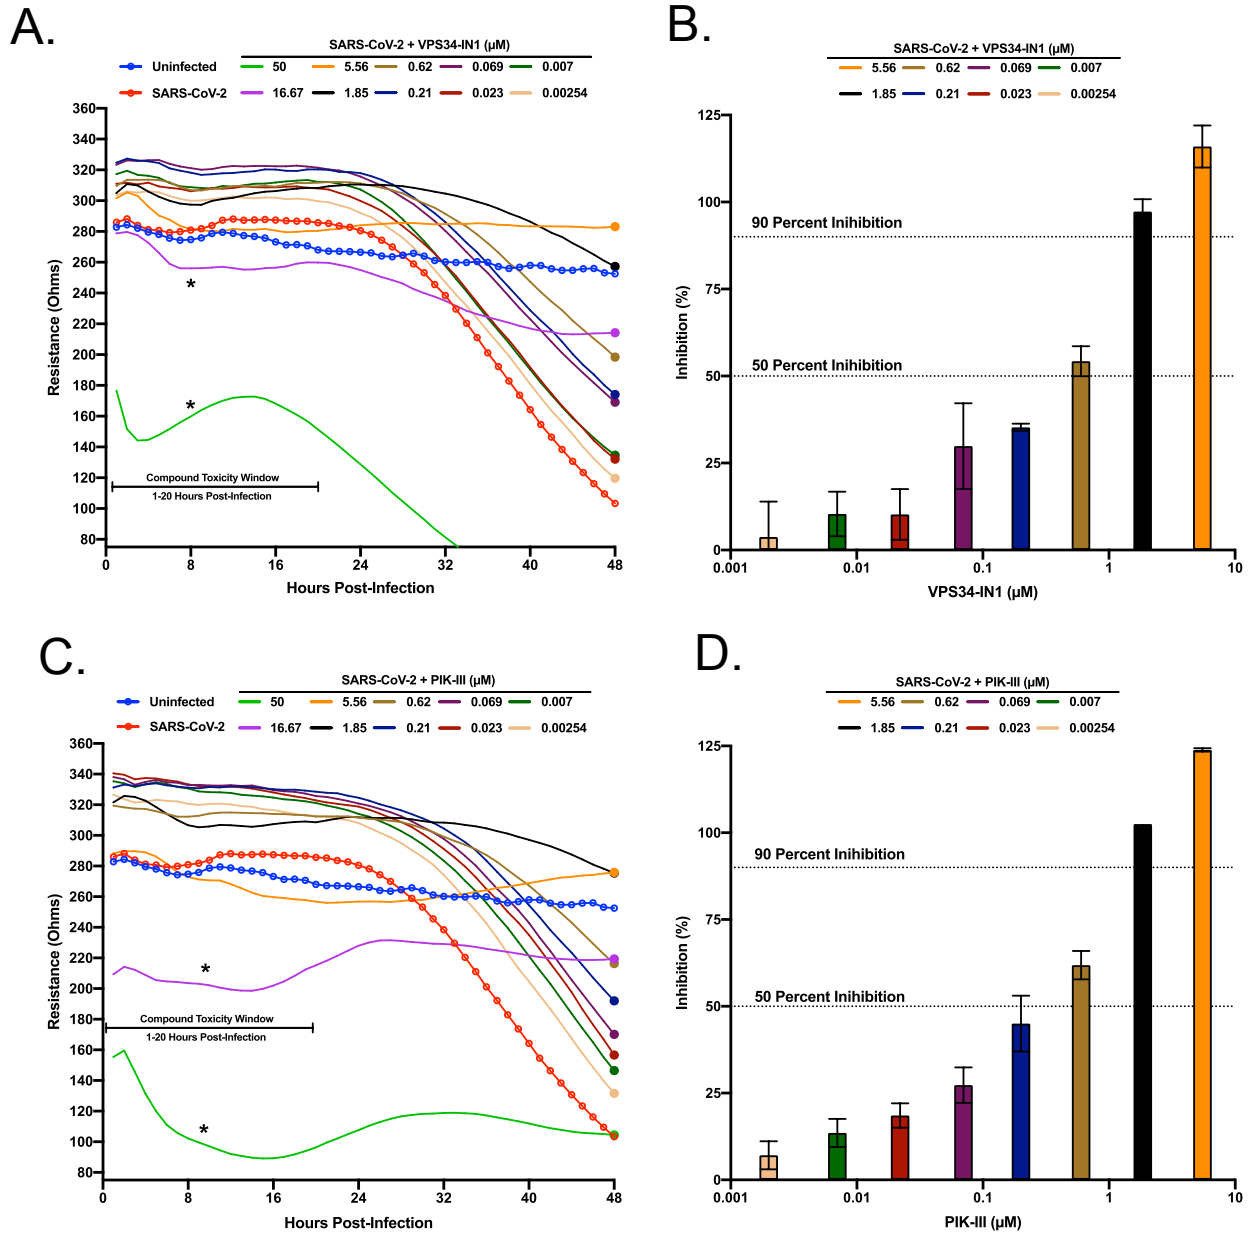 A.
SARS-CoV-2 + VPS34-IN1 (µM)
Uninfected 50 5.56 0.62 0.069 0.007
SARS-CoV-2 16.67 1.85 0.21 0.023 0.00254
360
340
320
300
280
260
240
220
200
180
160
140
120
100
80
Resistance (Ohms)
*
*
Compound Toxicity Window
1-20 Hours Post-Infection
0 8 16 24 32 40 48
Hours Post-Infection
B.
SARS-CoV-2 + VPS34-IN1 (µM)
5.56 0.62 0.069 0.007
1.85 0.21 0.023 0.00254
125
100
75
50
25
0
Inhibition (%)
90 Percent Inihibition
50 Percent Inihibition
0.001 0.01 0.1 1 10
VPS34-IN1 (µM)
C.
SARS-CoV-2 + PIK-III (µM)
Uninfected 50 5.56 0.62 0.069 0.007
SARS-CoV-2 16.67 1.85 0.21 0.023 0.00254
360
340
320
300
280
260
240
220
200
180
160
140
120
100
80
Resistance (Ohms)
*
Compound Toxicity Window
1-20 Hours Post-Infection
*
0 8 16 24 32 40 48
Hours Post-Infection
D.
SARS-CoV-2 + PIK-III (µM)
5.56 0.62 0.069 0.007
1.85 0.21 0.023 0.00254
125
100
75
50
25
0
Inhibition (%)
90 Percent Inihibition
50 Percent Inihibition
0.001 0.01 0.1 1 10
PIK-III (µM)